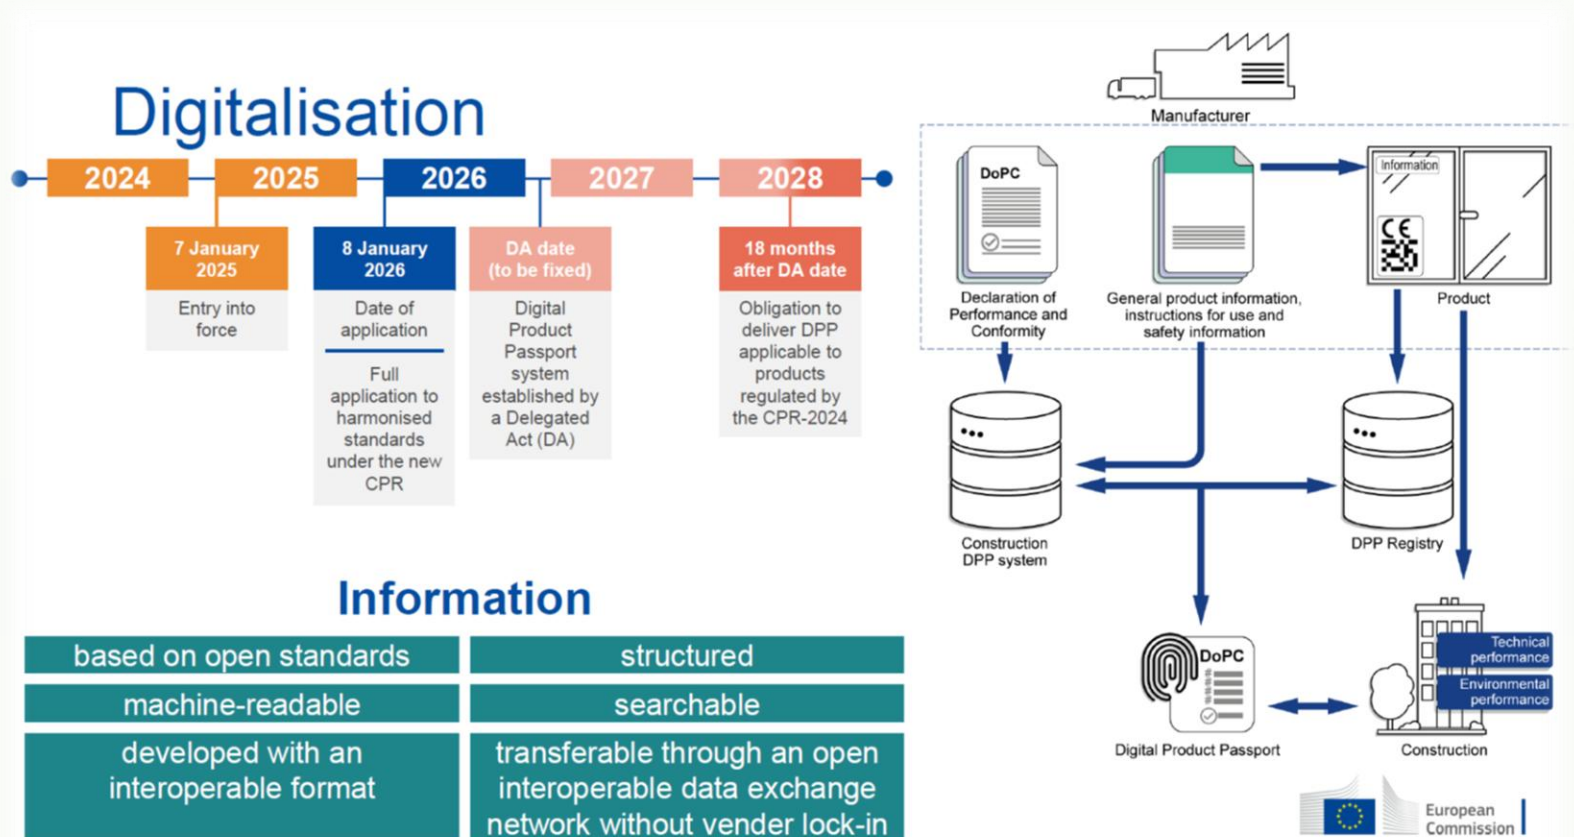 Digitalisation
2024
2025
2026
2027
2028
7 January
2025
Entry into
force
8 January
2026
Date of
application
Full
application to
harmonised
standards
under the new
CPR
DA date
(to be fixed)
Digital
Product
Passport
system
established by
a Delegated
Act (DA)
18 months
after DA date
Obligation to
deliver DPP
applicable to
products
regulated by
the CPR-2024
Information
based on open standards
structured
machine-readable
searchable
developed with an
interoperable format
transferable through an open
interoperable data exchange
network without vender lock-in
Manufacturer
DoPC
Declaration of
Performance and
Conformity
General product information,
instructions for use and
safety information
Information
CE
Product
Construction
DPP system
DPP Registry
DoPC
Digital Product Passport
Technical
performance
Environmental
performance
Construction
European
Commission